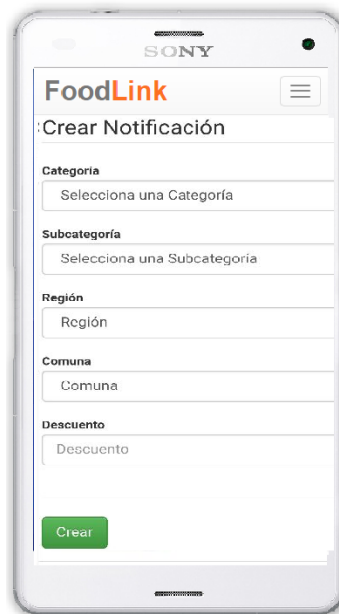 SONY
FoodLink
Crear Notificación
Categoría
Selecciona una Categoría
Subcategoría
Selecciona una Subcategoría
Región
Región
Comuna
Comuna
Descuento
Descuento
Crear